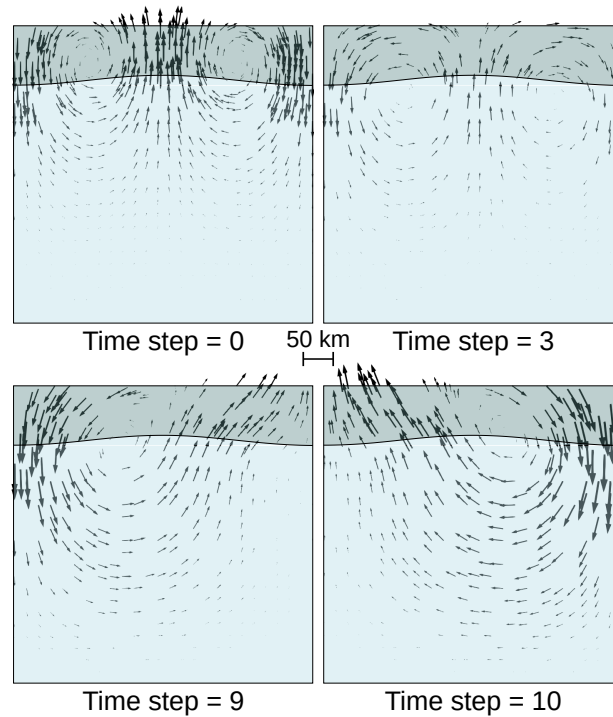 Time step = 0
50 km
Time step = 3
Time step = 9
Time step = 10